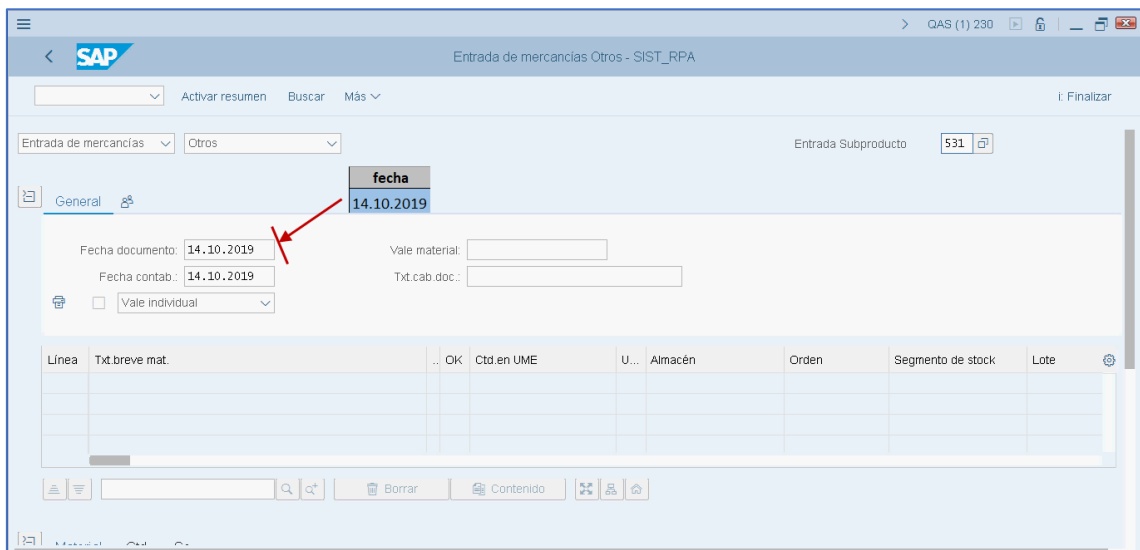 QAS (1) 230
SAP
Entrada de mercancías Otros - SIST_RPA
Activar resumen Buscar Más i: Finalizar
Entrada de mercancías Otros Entrada Subproducto 531
fecha
General 14.10.2019
Fecha documento: 14.10.2019 Vale material:
Fecha contab.: 14.10.2019 Txt.cab.doc.:
Vale individual
Línea Txt.breve mat. .. OK Ctd.en UME U... Almacén Orden Segmento de stock Lote
Borrar Contenido